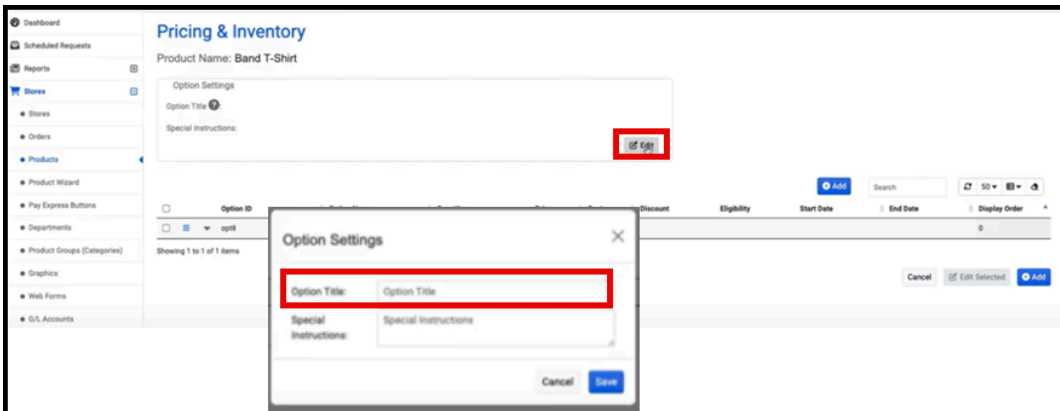 Dashboard
Scheduled Requests
Reports
Stores
Stores
Orders
Products
Product Wizard
Pay Express Buttons
Departments
Product Groups (Categories)
Graphics
Web Forms
G/L Accounts
Pricing & Inventory
Product Name: Band T-Shirt
Option Settings
Option Title ?:
Special Instructions:
Edit
Add Search 50
Option ID Discount Eligibility Start Date End Date Display Order
0
Showing 1 to 1 of 1 items
Cancel Edit Selected Add
Option Settings
Option Title: Option Title
Special Instructions
Special
Instructions:
Cancel Save